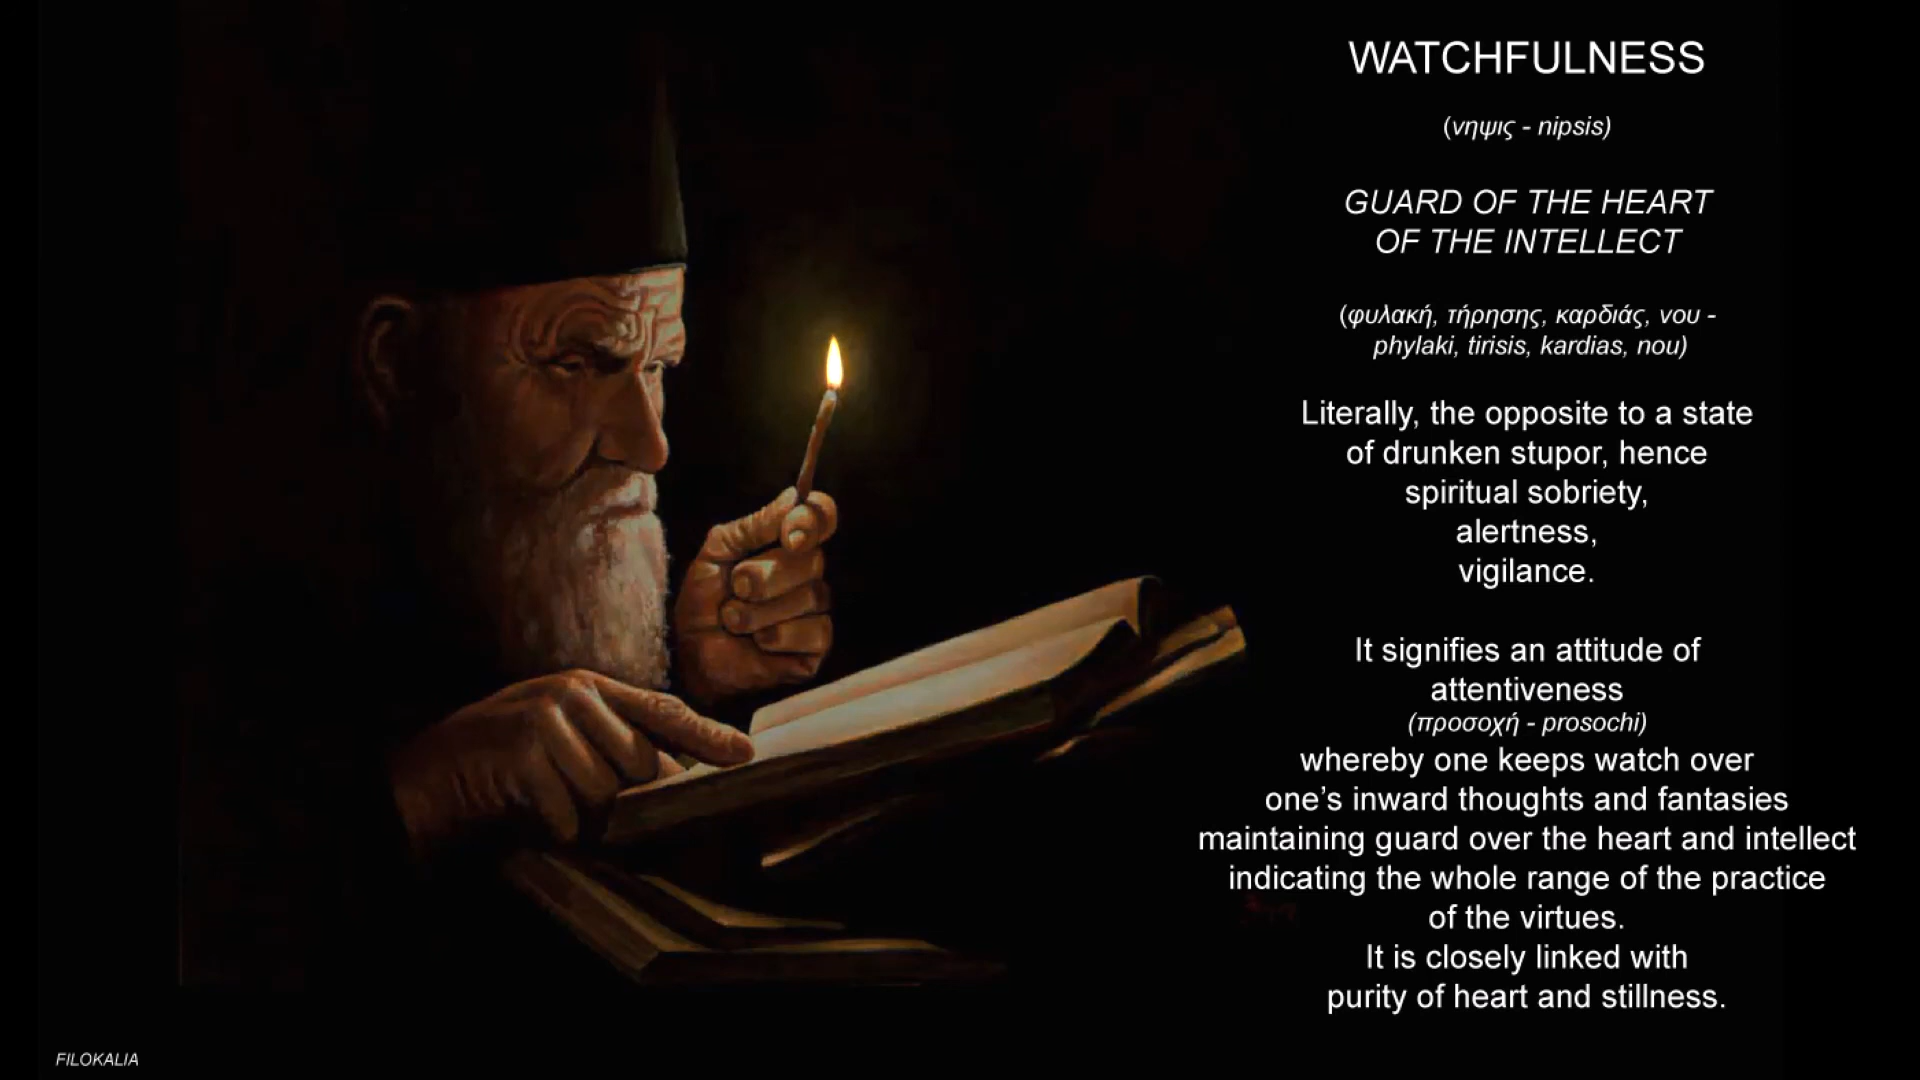 WATCHFULNESS
(νηψις - nipsis)
GUARD OF THE HEART
OF THE INTELLECT
(φυλακή, τήρησης, καρδιάς, νου -
phylaki, tirisis, kardias, nou)
Literally, the opposite to a state
of drunken stupor, hence
spiritual sobriety,
alertness,
vigilance.
It signifies an attitude of
attentiveness
(προσοχή - prosochi)
whereby one keeps watch over
one’s inward thoughts and fantasies
maintaining guard over the heart and intellect
indicating the whole range of the practice
of the virtues.
It is closely linked with
purity of heart and stillness.
FILOKALIA